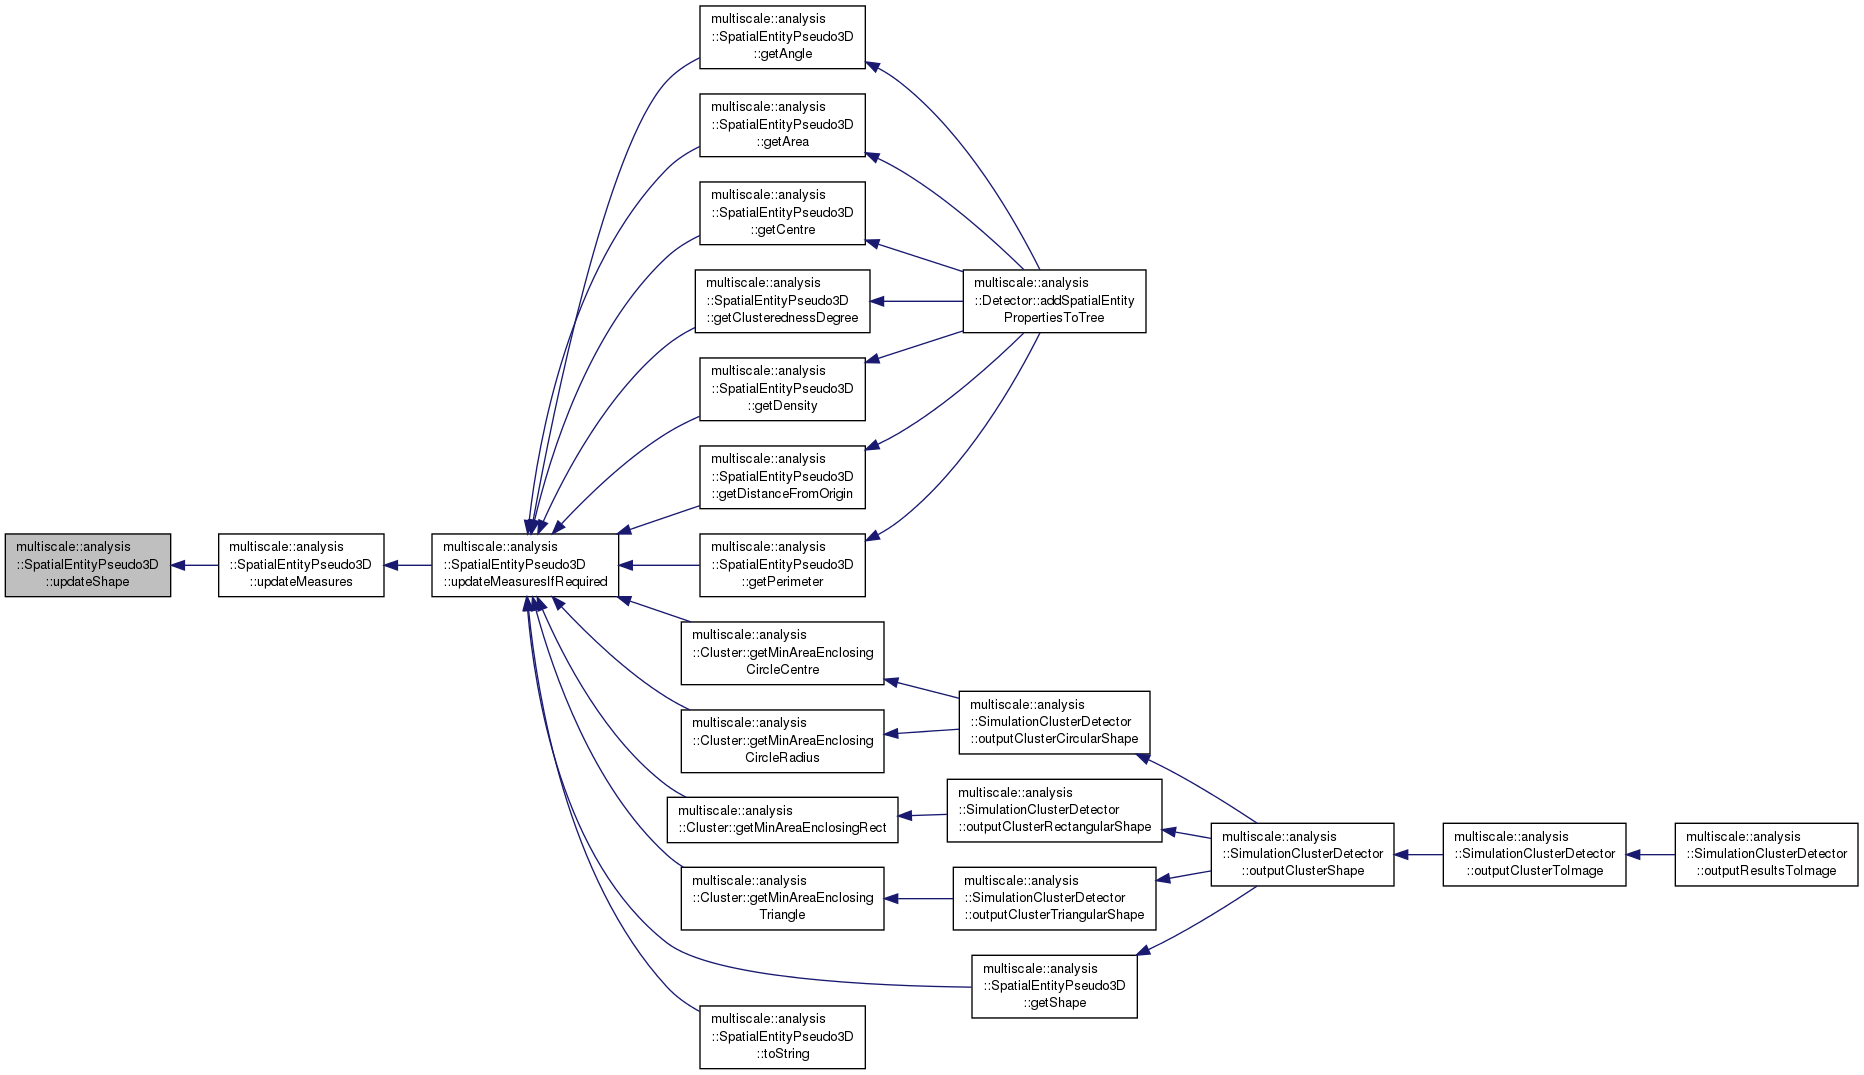 multiscale::analysis
::SpatialEntityPseudo3D
::getAngle
multiscale::analysis
::SpatialEntityPseudo3D
::getArea
multiscale::analysis
::SpatialEntityPseudo3D
::getCentre
multiscale::analysis
::SpatialEntityPseudo3D
::getClusterednessDegree
multiscale::analysis
::Detector::addSpatialEntity
PropertiesToTree
multiscale::analysis
::SpatialEntityPseudo3D
::getDensity
multiscale::analysis
::SpatialEntityPseudo3D
::getDistanceFromOrigin
multiscale::analysis
::SpatialEntityPseudo3D
::updateShape
multiscale::analysis
::SpatialEntityPseudo3D
::updateMeasures
multiscale::analysis
::SpatialEntityPseudo3D
::updateMeasuresIfRequired
multiscale::analysis
::SpatialEntityPseudo3D
::getPerimeter
multiscale::analysis
::Cluster::getMinAreaEnclosing
CircleCentre
multiscale::analysis
::Cluster::getMinAreaEnclosing
CircleRadius
multiscale::analysis
::SimulationClusterDetector
::outputClusterCircularShape
multiscale::analysis
::Cluster::getMinAreaEnclosingRect
multiscale::analysis
::SimulationClusterDetector
::outputClusterRectangularShape
multiscale::analysis
::SimulationClusterDetector
::outputClusterShape
multiscale::analysis
::SimulationClusterDetector
::outputClusterToImage
multiscale::analysis
::SimulationClusterDetector
::outputResultsToImage
multiscale::analysis
::Cluster::getMinAreaEnclosing
Triangle
multiscale::analysis
::SimulationClusterDetector
::outputClusterTriangularShape
multiscale::analysis
::SpatialEntityPseudo3D
::getShape
multiscale::analysis
::SpatialEntityPseudo3D
::toString